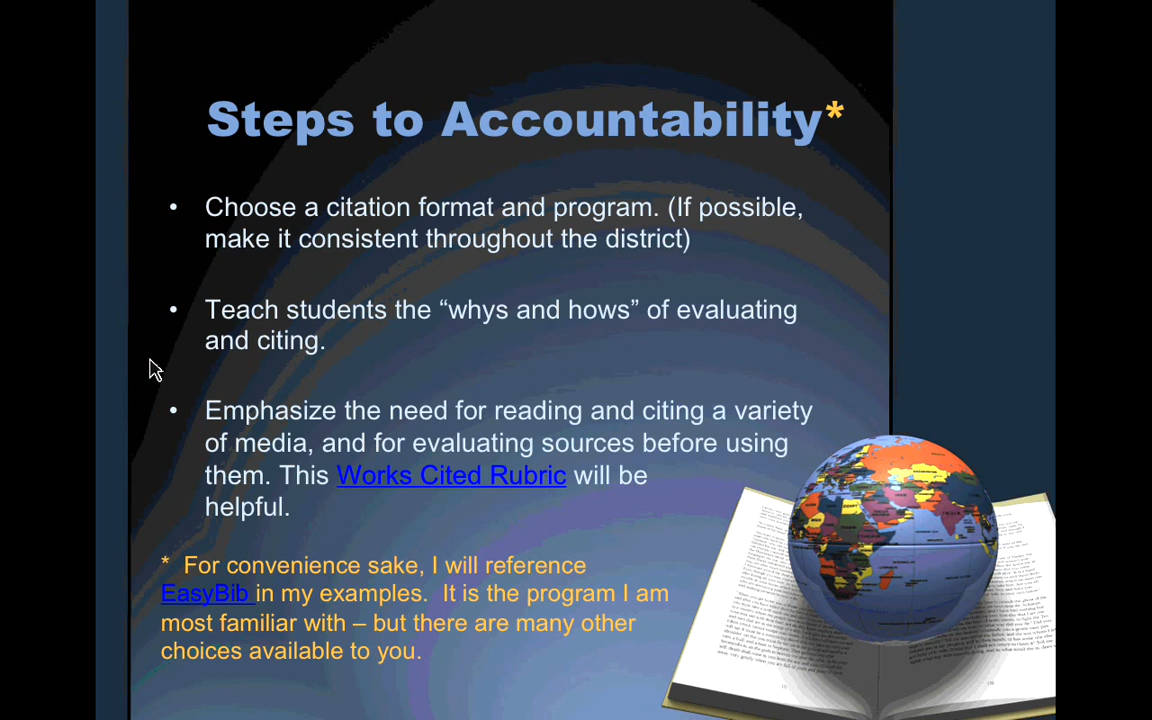 Steps to Accountability*
• Choose a citation format and program. (If possible,
make it consistent throughout the district)
• Teach students the “whys and hows” of evaluating
and citing.
• Emphasize the need for reading and citing a variety
of media, and for evaluating sources before using
them. This Works Cited Rubric will be
helpful.
* For convenience sake, I will reference
EasyBib in my examples. It is the program I am
most familiar with – but there are many other
choices available to you.